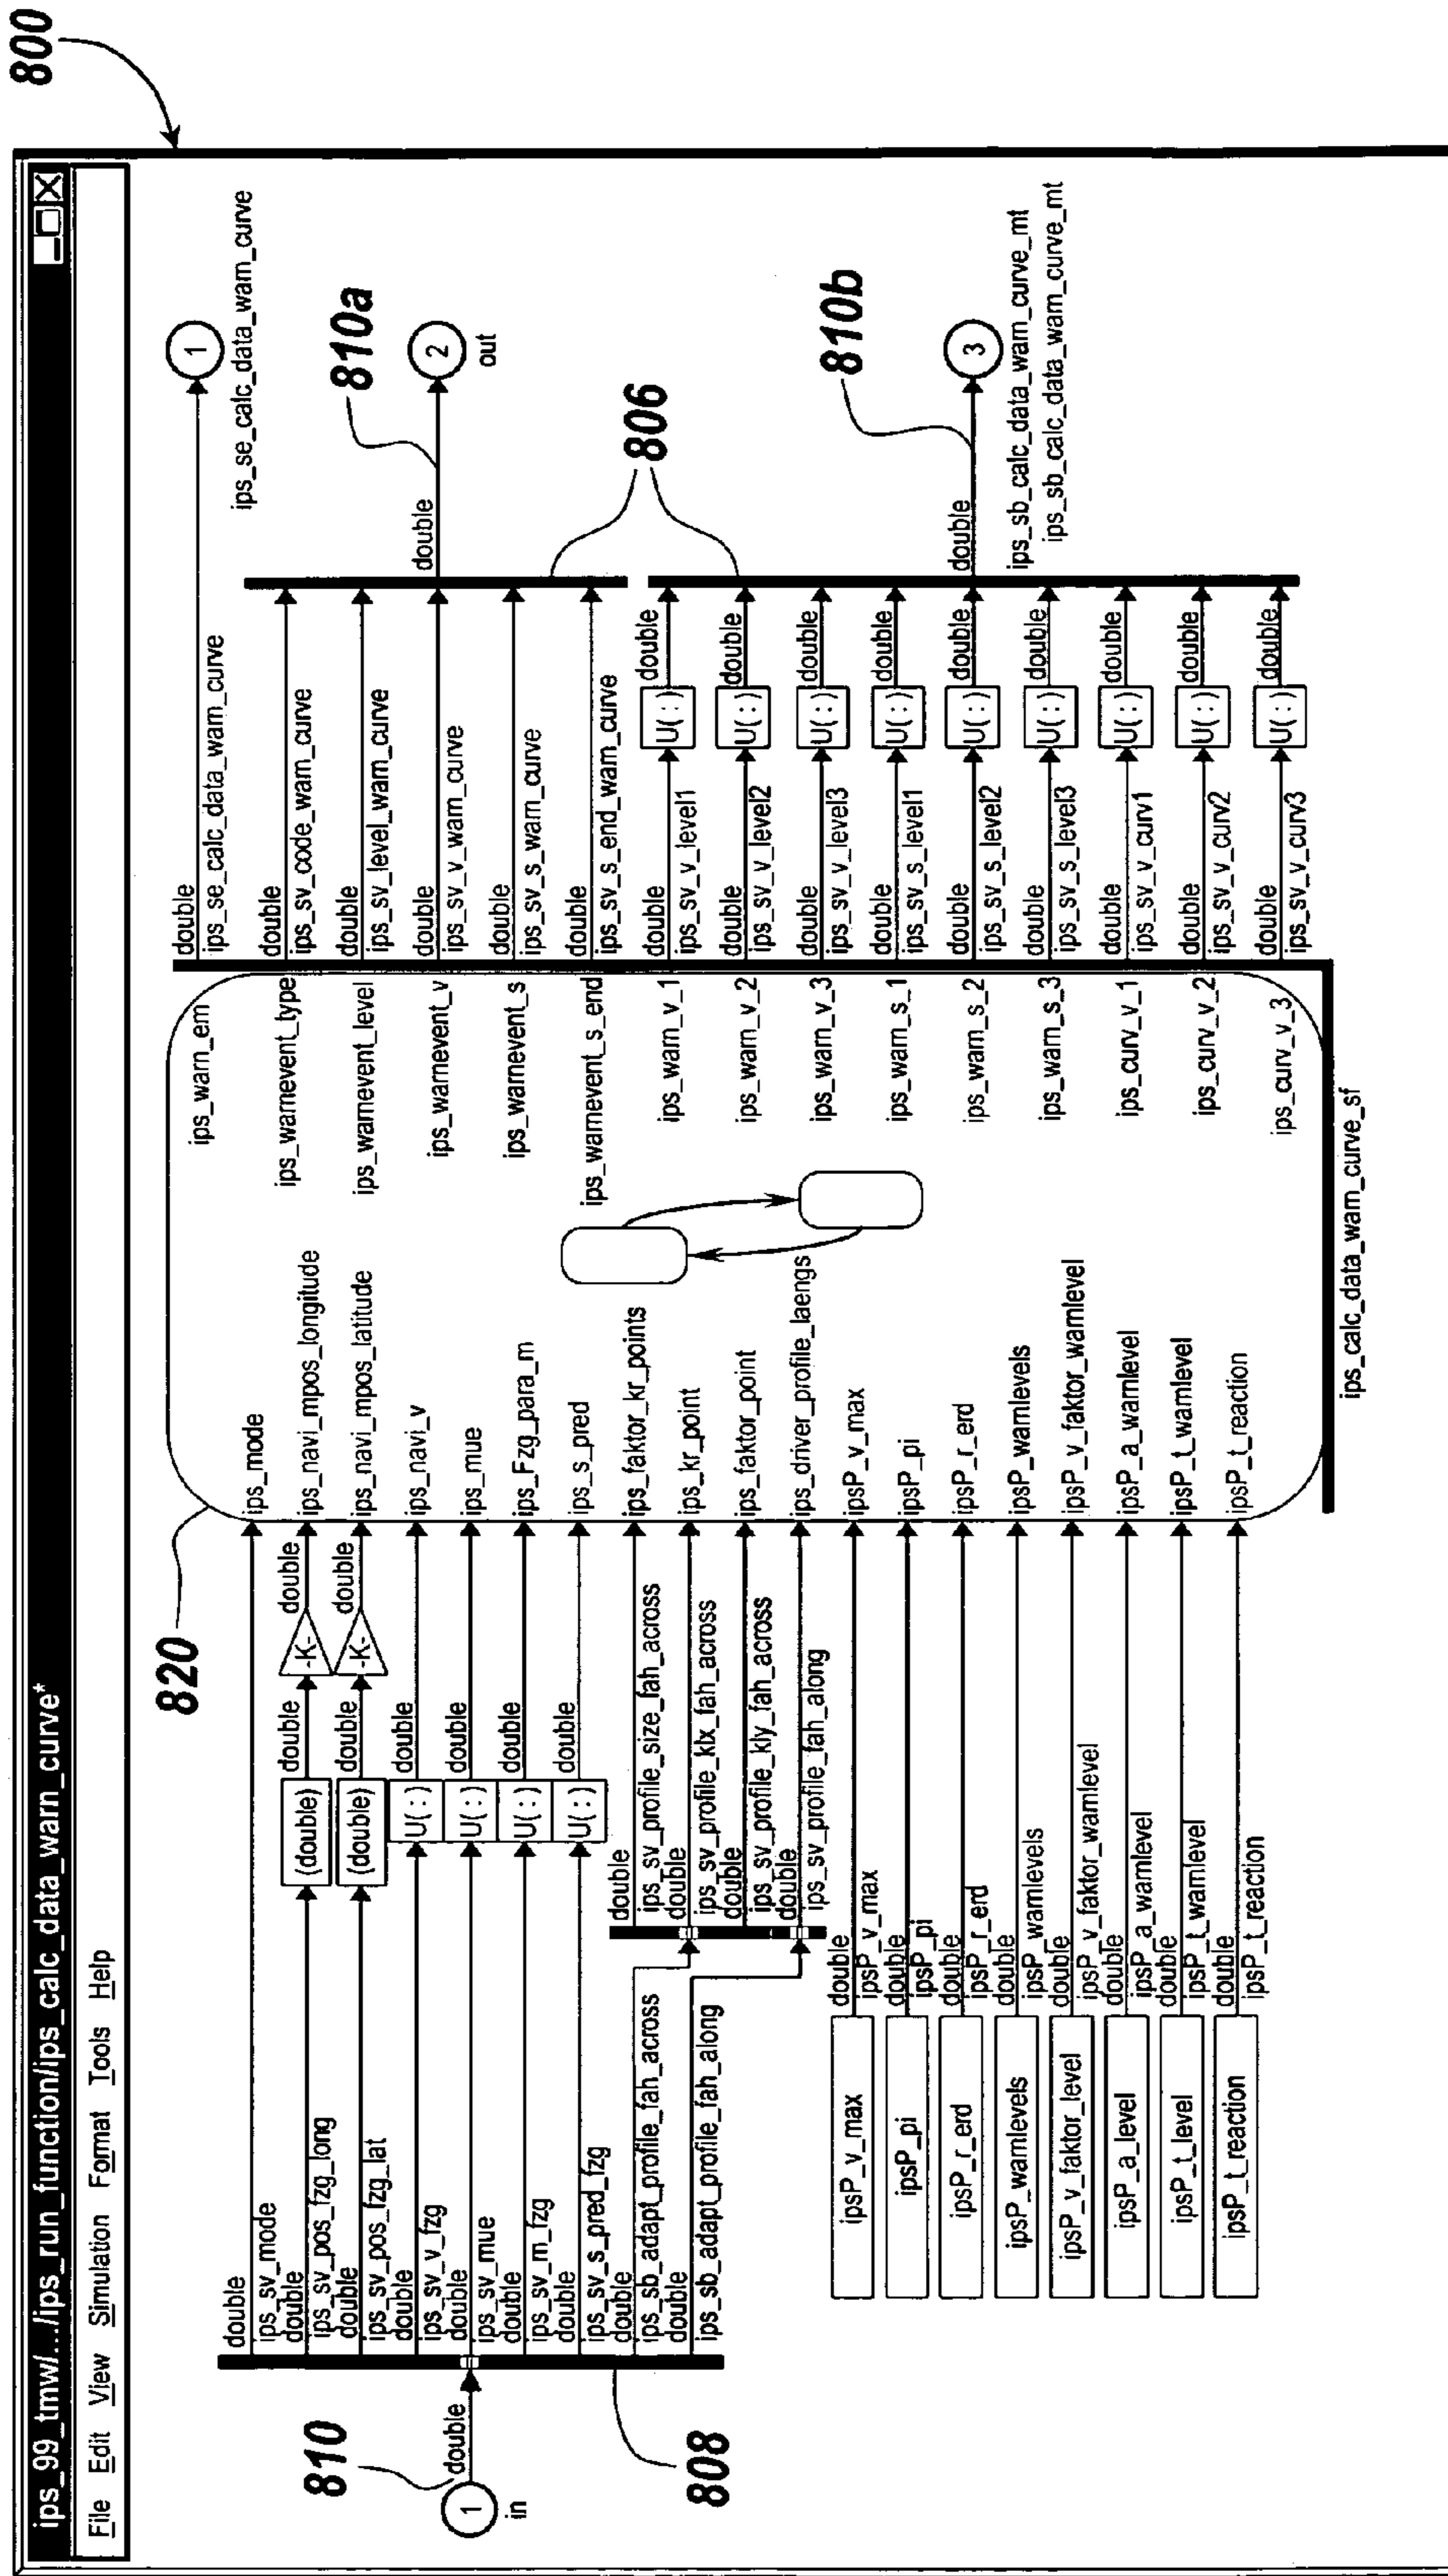 800
ips_99_tmw/.../ips_run_function/ips_calc_data_warn_curve*
File Edit View Simulation Format Tools Help
820
810
1
double
in
808
double
ips_sv_mode
double
ips_sv_pos_fzg_long
double
ips_sv_pos_fzg_lat
double
ips_sv_v_fzg
double
ips_sv_mue
double
ips_sv_m_fzg
double
ips_sv_s_pred_fzg
double
ips_sb_adapt_profile_fah_across
double
ips_sb_adapt_profile_fah_along
(double)
double
-K-
double
(double)
double
-K-
double
U( : )
double
U( : )
double
U( : )
double
U( : )
double
double
ips_sv_profile_size_fah_across
double
ips_sv_profile_klx_fah_across
double
ips_sv_profile_kly_fah_across
double
ips_sv_profile_fah_along
ipsP_v_max
double
ipsP_v_max
ipsP_pi
double
ipsP_pi
ipsP_r_erd
double
ipsP_r_erd
ipsP_warnlevels
double
ipsP_warnlevels
ipsP_v_faktor_level
double
ipsP_v_faktor_warnlevel
ipsP_a_level
double
ipsP_a_warnlevel
ipsP_t_level
double
ipsP_t_warnlevel
ipsP_t_reaction
double
ipsP_t_reaction
ips_mode
ips_navi_mpos_longitude
ips_navi_mpos_latitude
ips_navi_v
ips_mue
ips_Fzg_para_m
ips_s_pred
ips_faktor_kr_points
ips_kr_point
ips_faktor_point
ips_driver_profile_laengs
ipsP_v_max
ipsP_pi
ipsP_r_erd
ipsP_warnlevels
ipsP_v_faktor_warnlevel
ipsP_a_warnlevel
ipsP_t_warnlevel
ipsP_t_reaction
ips_warn_em
ips_warnevent_type
ips_warnevent_level
ips_warnevent_v
ips_warnevent_s
ips_warnevent_s_end
ips_warn_v_1
ips_warn_v_2
ips_warn_v_3
ips_warn_s_1
ips_warn_s_2
ips_warn_s_3
ips_curv_v_1
ips_curv_v_2
ips_curv_v_3
ips_calc_data_warn_curve_sf
double
ips_se_calc_data_warn_curve
double
ips_sv_code_warn_curve
double
ips_sv_level_warn_curve
double
ips_sv_v_warn_curve
double
ips_sv_s_warn_curve
double
ips_sv_s_end_warn_curve
double
ips_sv_v_level1
U( : )
double
double
ips_sv_v_level2
U( : )
double
double
ips_sv_v_level3
U( : )
double
double
ips_sv_s_level1
U( : )
double
double
ips_sv_s_level2
U( : )
double
double
ips_sv_s_level3
U( : )
double
double
ips_sv_v_curv1
U( : )
double
double
ips_sv_v_curv2
U( : )
double
double
ips_sv_v_curv3
U( : )
double
1
ips_se_calc_data_warn_curve
810a
double
2
out
806
810b
double
3
ips_sb_calc_data_warn_curve_mt
ips_sb_calc_data_warn_curve_mt